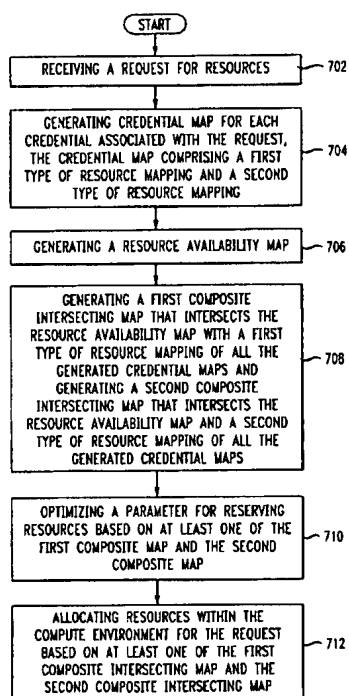 START
RECEIVING A REQUEST FOR RESOURCES
702
GENERATING CREDENTIAL MAP FOR EACH
CREDENTIAL ASSOCIATED WITH THE REQUEST,
THE CREDENTIAL MAP COMPRISING A FIRST
TYPE OF RESOURCE MAPPING AND A SECOND
TYPE OF RESOURCE MAPPING
704
GENERATING A RESOURCE AVAILABILITY MAP
706
GENERATING A FIRST COMPOSITE
INTERSECTING MAP THAT INTERSECTS THE
RESOURCE AVAILABILITY MAP WITH A FIRST
TYPE OF RESOURCE MAPPING OF ALL THE
GENERATED CREDENTIAL MAPS AND
GENERATING A SECOND COMPOSITE
INTERSECTING MAP THAT INTERSECTS THE
RESOURCE AVAILABILITY MAP AND A SECOND
TYPE OF RESOURCE MAPPING OF ALL THE
GENERATED CREDENTIAL MAPS
708
OPTIMIZING A PARAMETER FOR RESERVING
RESOURCES BASED ON AT LEAST ONE OF THE
FIRST COMPOSITE MAP AND THE SECOND
COMPOSITE MAP
710
ALLOCATING RESOURCES WITHIN THE
COMPUTE ENVIRONMENT FOR THE REQUEST
BASED ON AT LEAST ONE OF THE FIRST
COMPOSITE INTERSECTING MAP AND THE
SECOND COMPOSITE INTERSECTING MAP
712